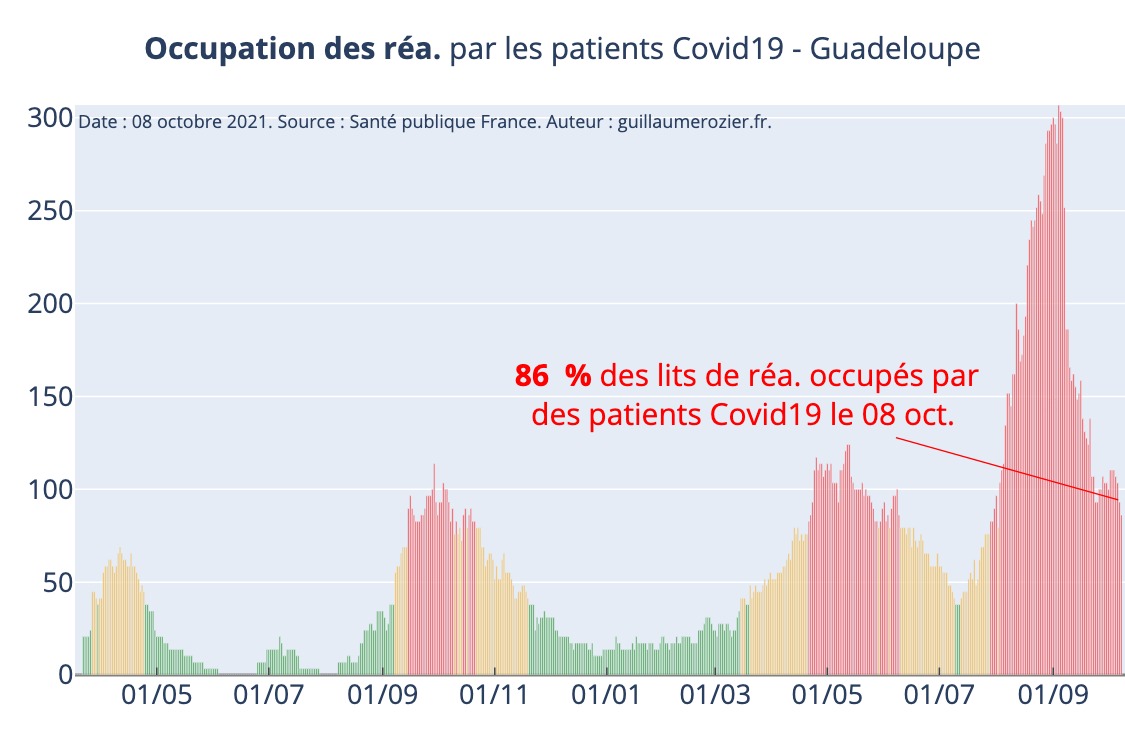 Occupation des réa. par les patients Covid19 - Guadeloupe
300
Date : 08 octobre 2021. Source : Santé publique France. Auteur : guillaumerozier.fr.
250
200
86 % des lits de réa. occupés par
des patients Covid19 le 08 oct.
150
100
50
0
01/05 01/07 01/09 01/11 01/01 01/03 01/05 01/07 01/09